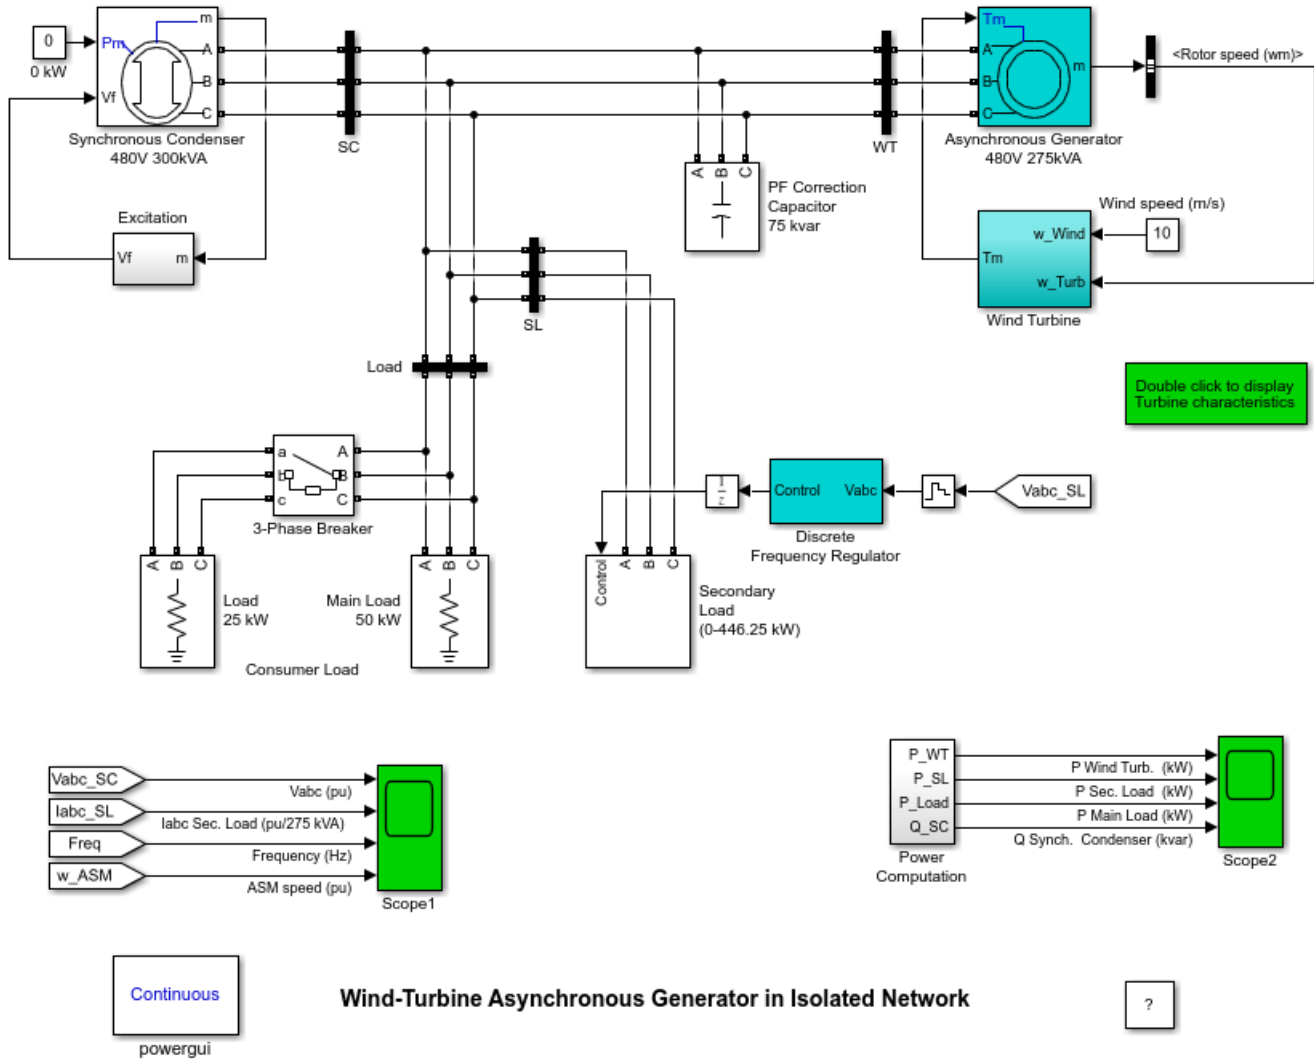 0
0 kW
Pm
m
Vf
A
B
C
Synchronous Condenser
480V 300kVA
SC
WT
Tm
A
B
C
m
Asynchronous Generator
480V 275kVA
<Rotor speed (wm)>
A
B
C
PF Correction
Capacitor
75 kvar
Wind speed (m/s)
10
w_Wind
Tm
w_Turb
Wind Turbine
Excitation
Vf
m
SL
Load
Double click to display
Turbine characteristics
a
A
b
B
c
C
3-Phase Breaker
Control
Vabc
Discrete
Frequency Regulator
1
z
Vabc_SL
A
B
C
Load
25 kW
Main Load
50 kW
A
B
C
Consumer Load
Control
A
B
C
Secondary
Load
(0-446.25 kW)
Vabc_SC
Vabc (pu)
Iabc_SL
Iabc Sec. Load (pu/275 kVA)
Freq
Frequency (Hz)
w_ASM
ASM speed (pu)
Scope1
P_WT
P Wind Turb. (kW)
P_SL
P Sec. Load (kW)
P_Load
P Main Load (kW)
Q_SC
Q Synch. Condenser (kvar)
Power
Computation
Scope2
Continuous
powergui
Wind-Turbine Asynchronous Generator in Isolated Network
?